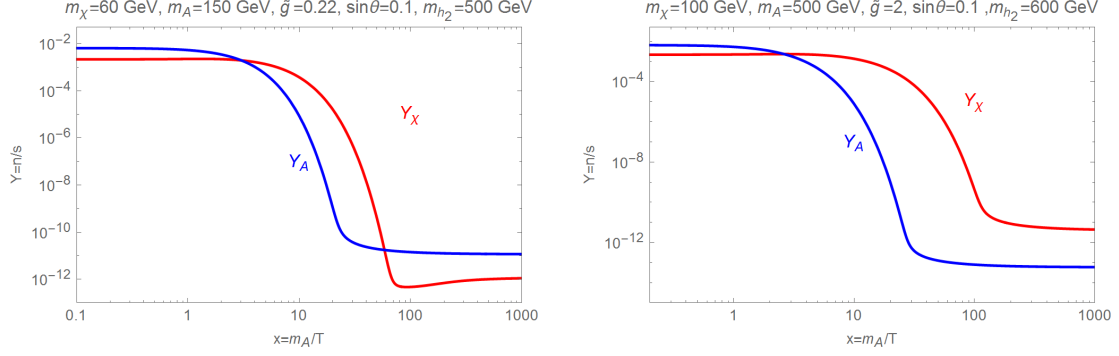 m_χ=60 GeV, m_A=150 GeV, g̃=0.22, sinθ=0.1, m_h₂=500 GeV
Y=n/s
10⁻²
10⁻⁴
10⁻⁶
10⁻⁸
10⁻¹⁰
10⁻¹²
Y_χ
Y_A
0.1 1 10 100 1000
x=m_A/T
m_χ=100 GeV, m_A=500 GeV, g̃=2, sinθ=0.1 ,m_h₂=600 GeV
Y=n/s
10⁻⁴
10⁻⁸
10⁻¹²
Y_χ
Y_A
1 10 100 1000
x=m_A/T